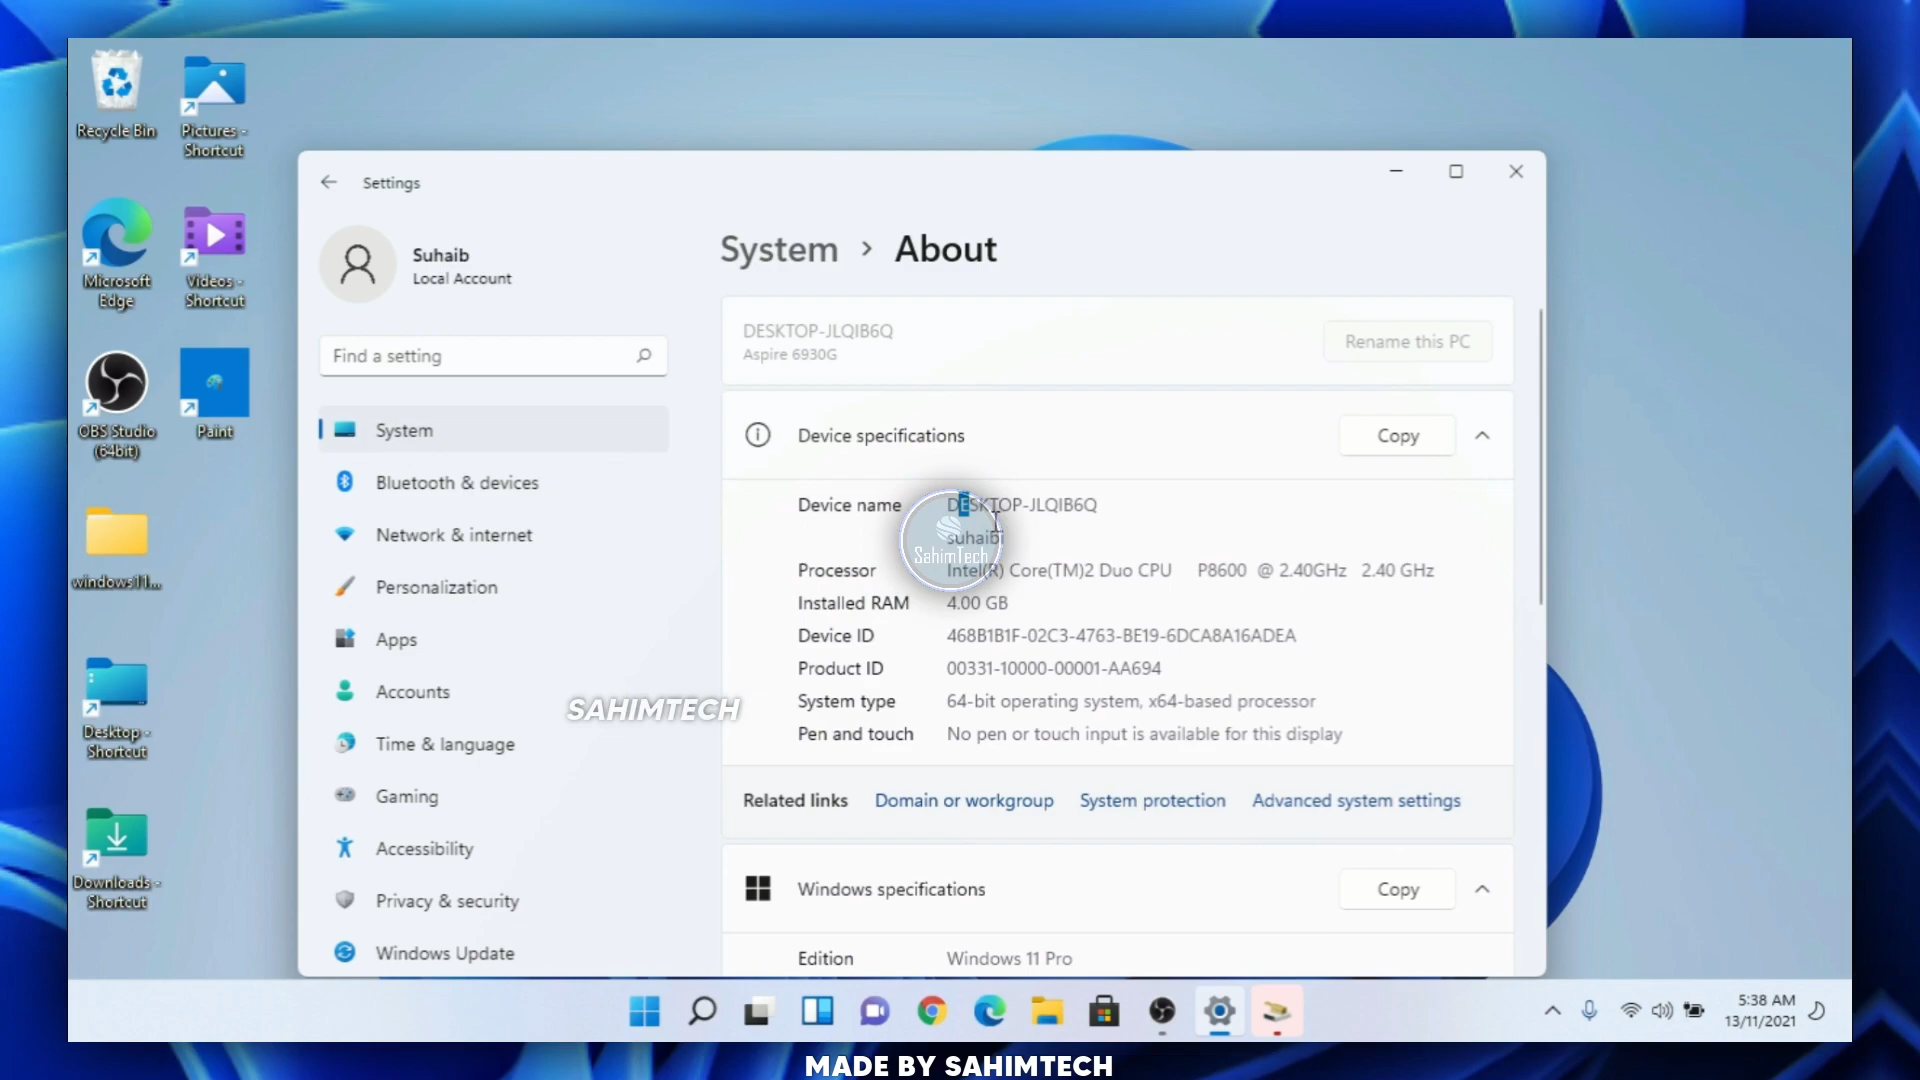 Recycle Bin
Pictures -
Shortcut
Microsoft
Edge
Videos -
Shortcut
OBS Studio
(64bit)
Paint
windows11...
Desktop -
Shortcut
Downloads -
Shortcut
Settings
Suhaib
Local Account
Find a setting
System
Bluetooth & devices
Network & internet
Personalization
Apps
Accounts
Time & language
Gaming
Accessibility
Privacy & security
Windows Update
System > About
DESKTOP-JLQIB6Q
Aspire 6930G
Rename this PC
Device specifications
Copy
Device name DESKTOP-JLQIB6Q
suhaibi
SahimTech
Processor Intel(R) Core(TM)2 Duo CPU P8600 @ 2.40GHz 2.40 GHz
Installed RAM 4.00 GB
Device ID 468B1B1F-02C3-4763-BE19-6DCA8A16ADEA
Product ID 00331-10000-00001-AA694
System type 64-bit operating system, x64-based processor
Pen and touch No pen or touch input is available for this display
SAHIMTECH
Related links Domain or workgroup System protection Advanced system settings
Windows specifications
Copy
Edition Windows 11 Pro
5:38 AM
13/11/2021
MADE BY SAHIMTECH